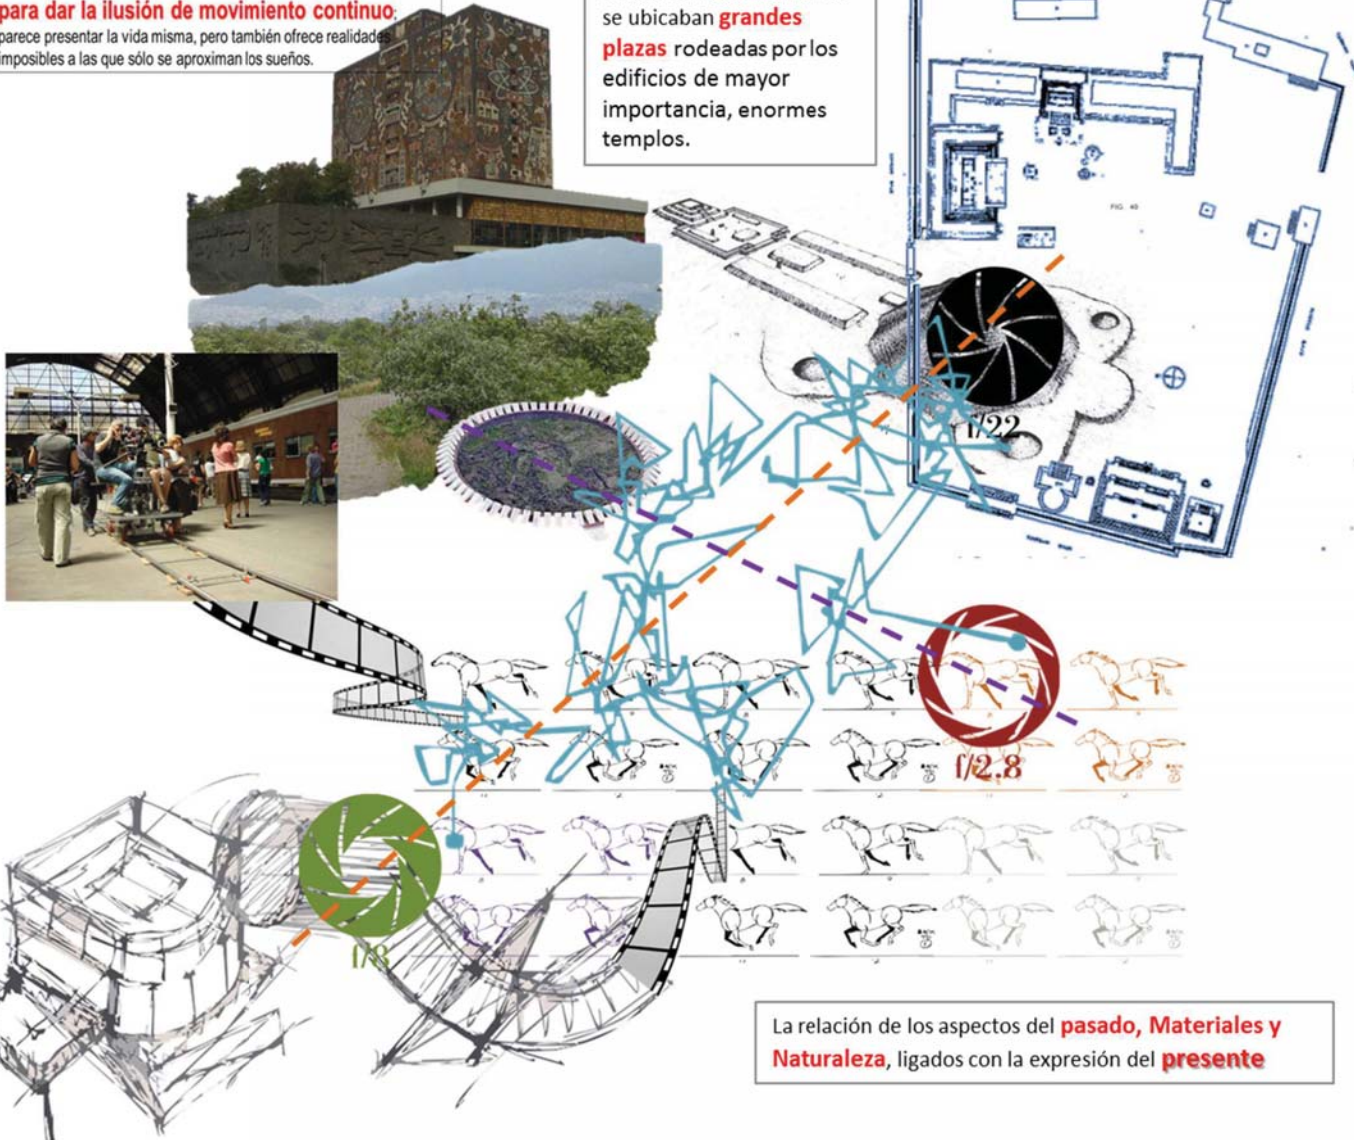 para dar la ilusión de movimiento continuo;
parece presentar la vida misma, pero también ofrece realidades
imposibles a las que sólo se aproximan los sueños.
se ubicaban grandes
plazas rodeadas por los
edificios de mayor
importancia, enormes
templos.
FIG. 40
f/22
f/2.8
f/8
La relación de los aspectos del pasado, Materiales y
Naturaleza, ligados con la expresión del presente